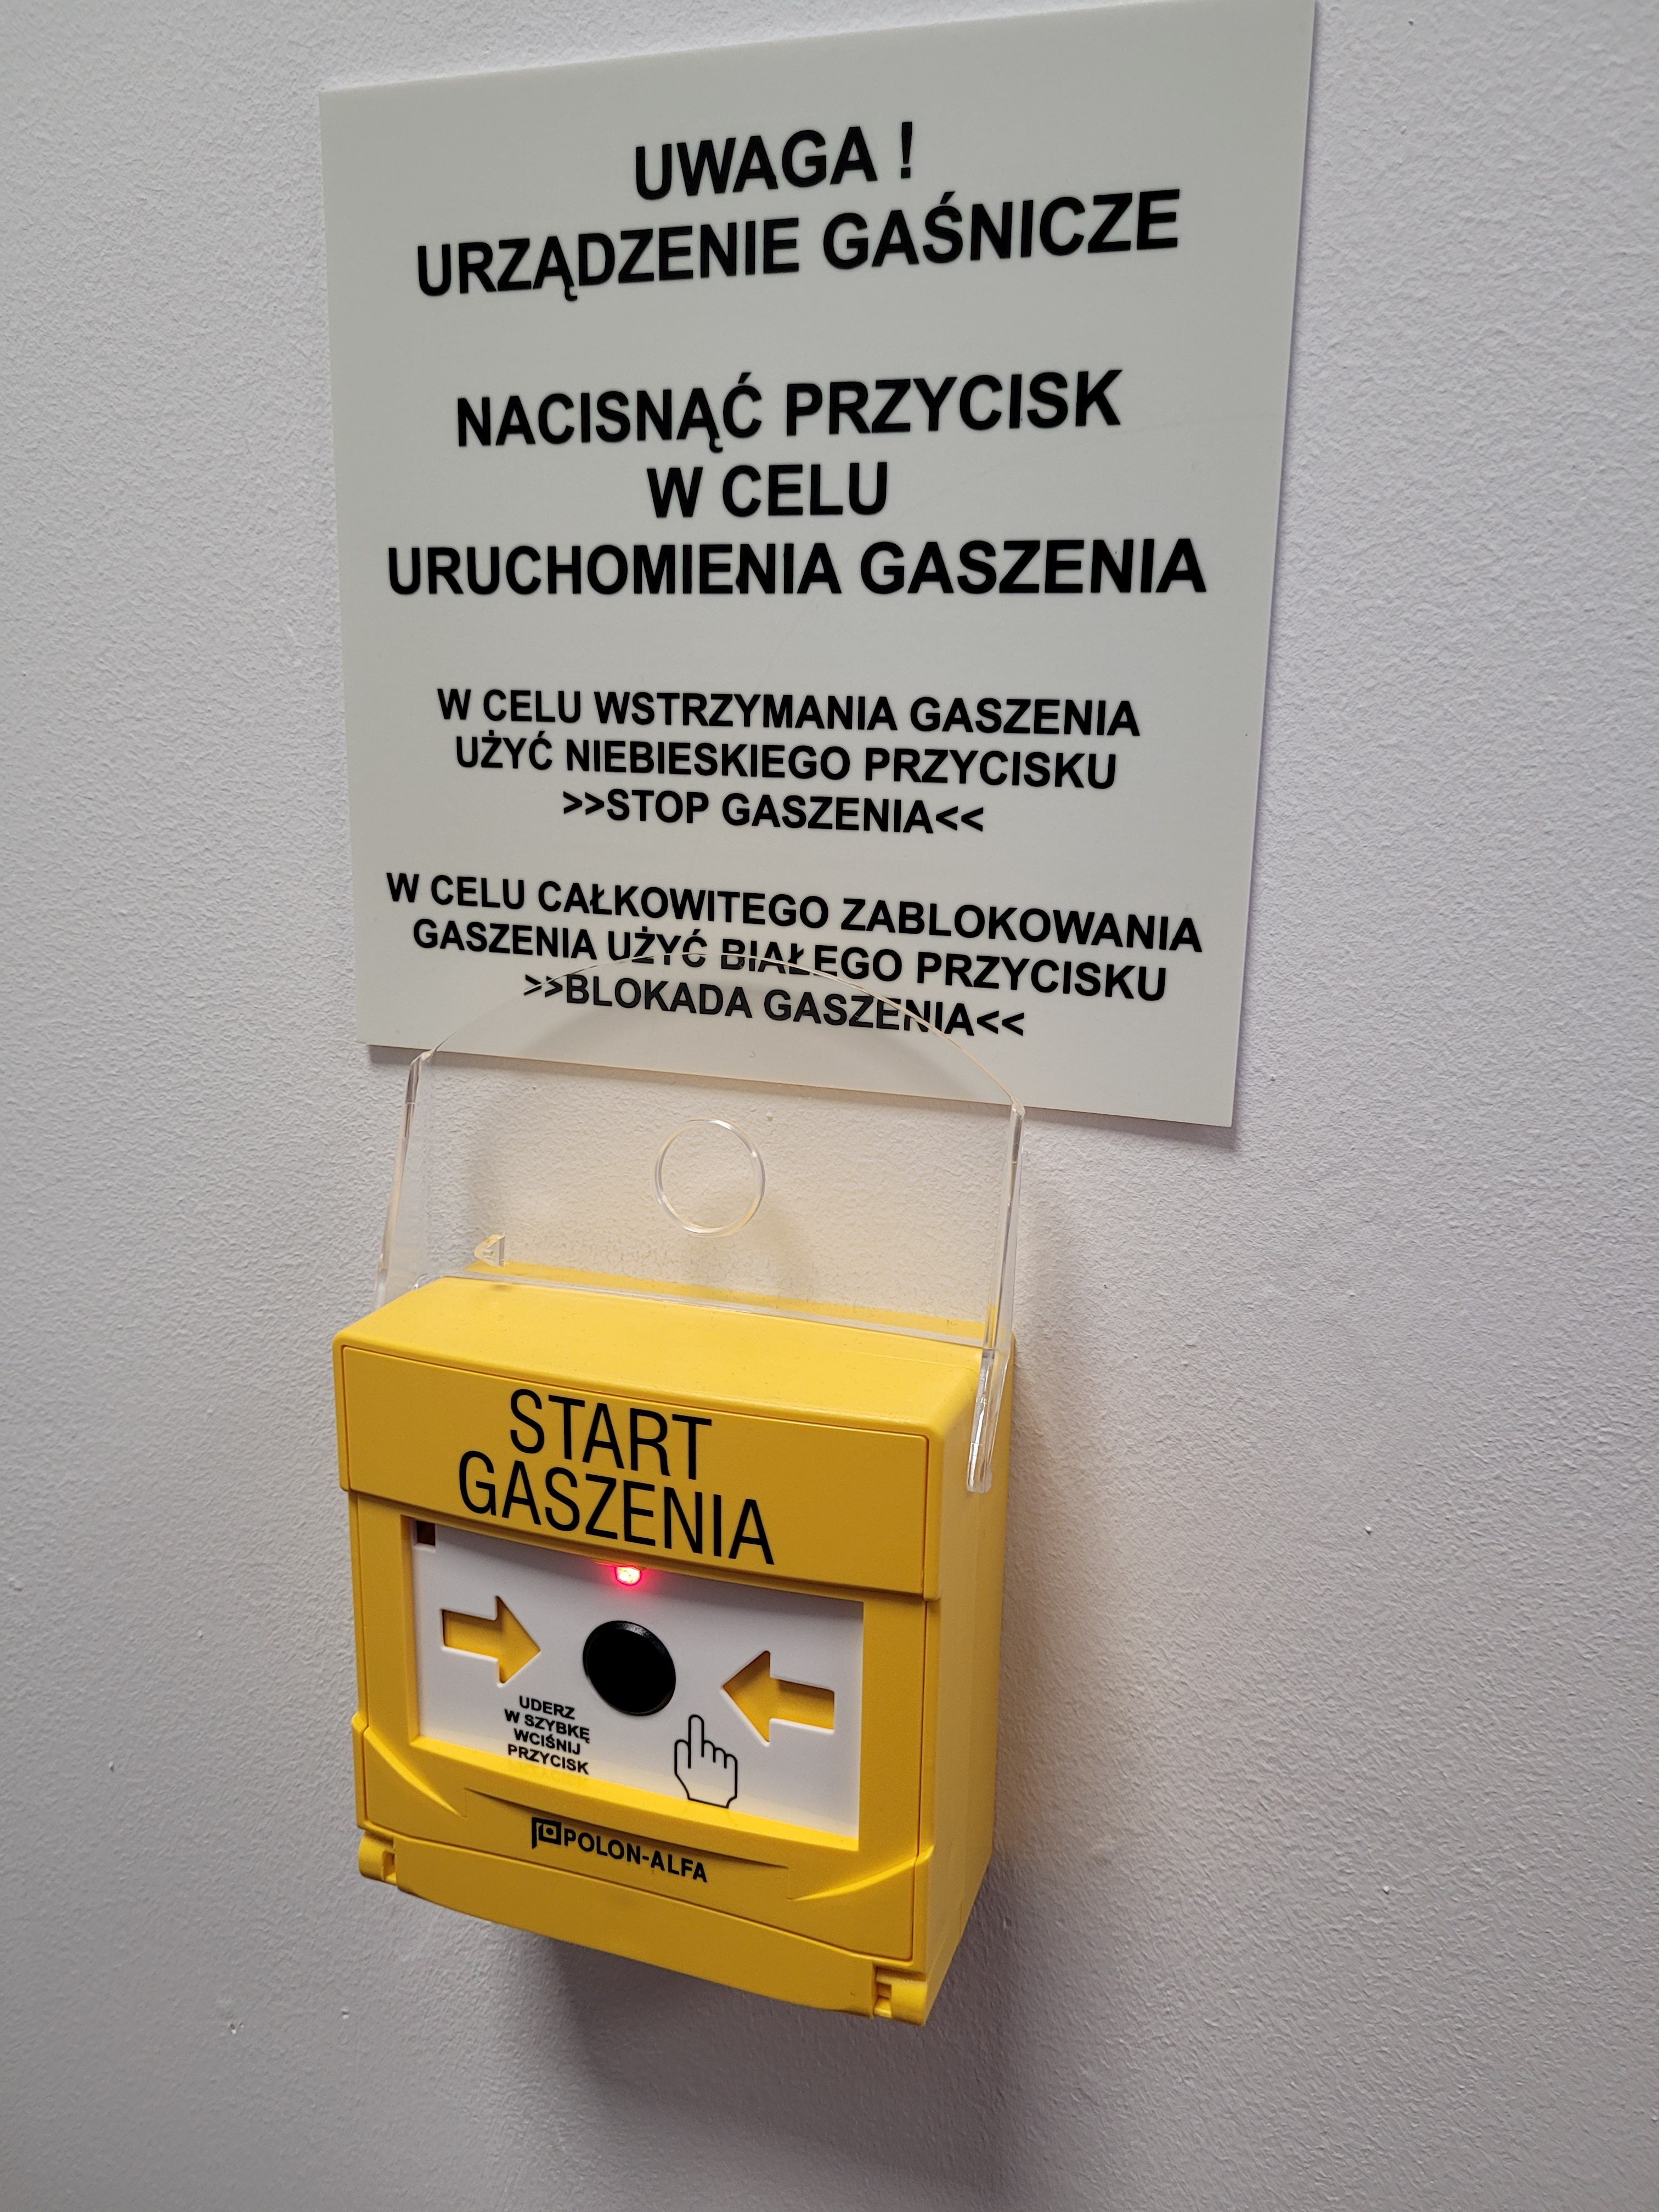 UWAGA !
URZĄDZENIE GAŚNICZE
NACISNĄĆ PRZYCISK
W CELU
URUCHOMIENIA GASZENIA
W CELU WSTRZYMANIA GASZENIA
UŻYĆ NIEBIESKIEGO PRZYCISKU
>>STOP GASZENIA<<
W CELU CAŁKOWITEGO ZABLOKOWANIA
GASZENIA UŻYĆ BIAŁEGO PRZYCISKU
>>BLOKADA GASZENIA<<
START
GASZENIA
UDERZ
W SZYBKĘ
WCIŚNIJ
PRZYCISK
POLON-ALFA